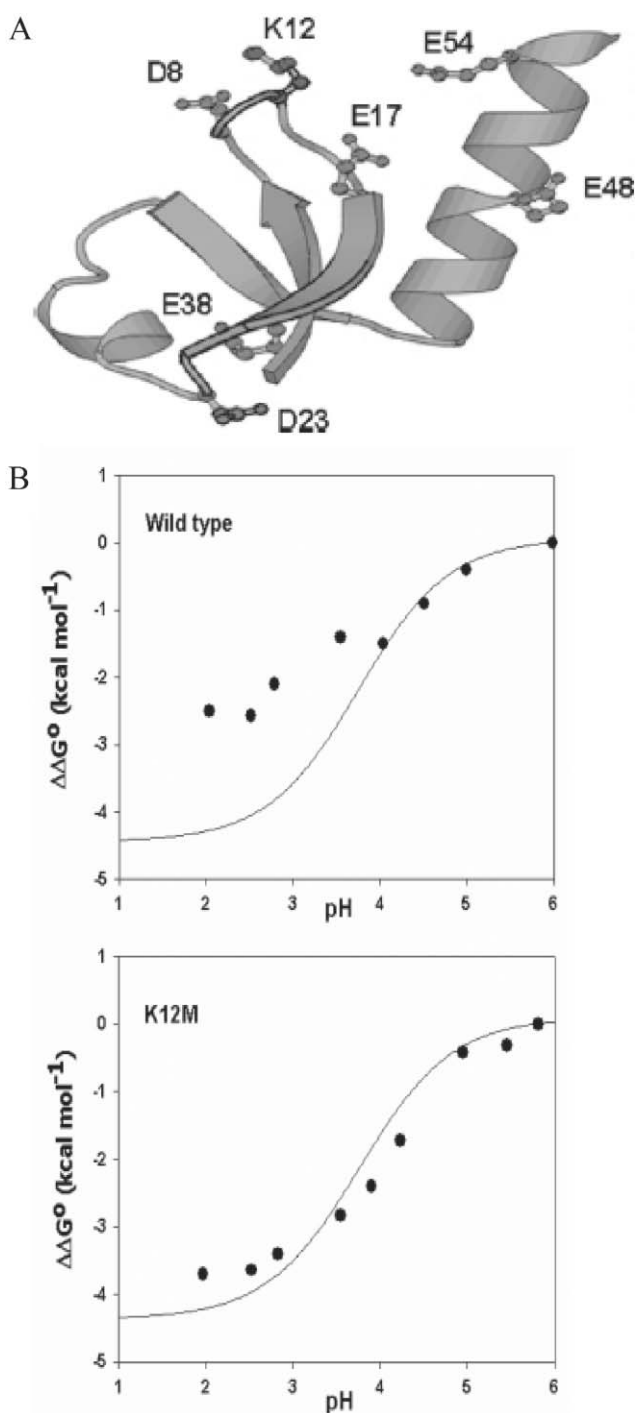 A
K12
E54
D8
E17
E48
E38
D23
B
Wild type
ΔΔG° (kcal mol⁻¹)
1
0
-1
-2
-3
-4
-5
1 2 3 4 5 6
pH
K12M
ΔΔG° (kcal mol⁻¹)
1
0
-1
-2
-3
-4
-5
1 2 3 4 5 6
pH